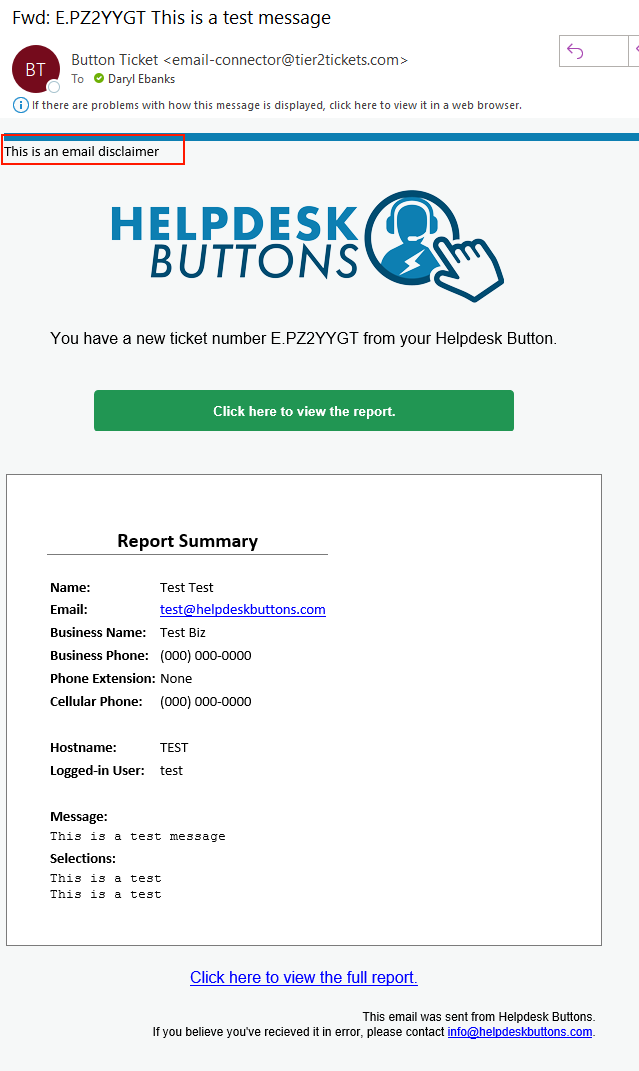 Fwd: E.PZ2YYGT This is a test message
BT
Button Ticket <email-connector@tier2tickets.com>
To Daryl Ebanks
If there are problems with how this message is displayed, click here to view it in a web browser.
This is an email disclaimer
HELPDESK
BUTTONS
You have a new ticket number E.PZ2YYGT from your Helpdesk Button.
Click here to view the report.
Report Summary
Name: Test Test
Email: test@helpdeskbuttons.com
Business Name: Test Biz
Business Phone: (000) 000-0000
Phone Extension: None
Cellular Phone: (000) 000-0000
Hostname: TEST
Logged-in User: test
Message:
This is a test message
Selections:
This is a test
This is a test
Click here to view the full report.
This email was sent from Helpdesk Buttons.
If you believe you've recieved it in error, please contact info@helpdeskbuttons.com.